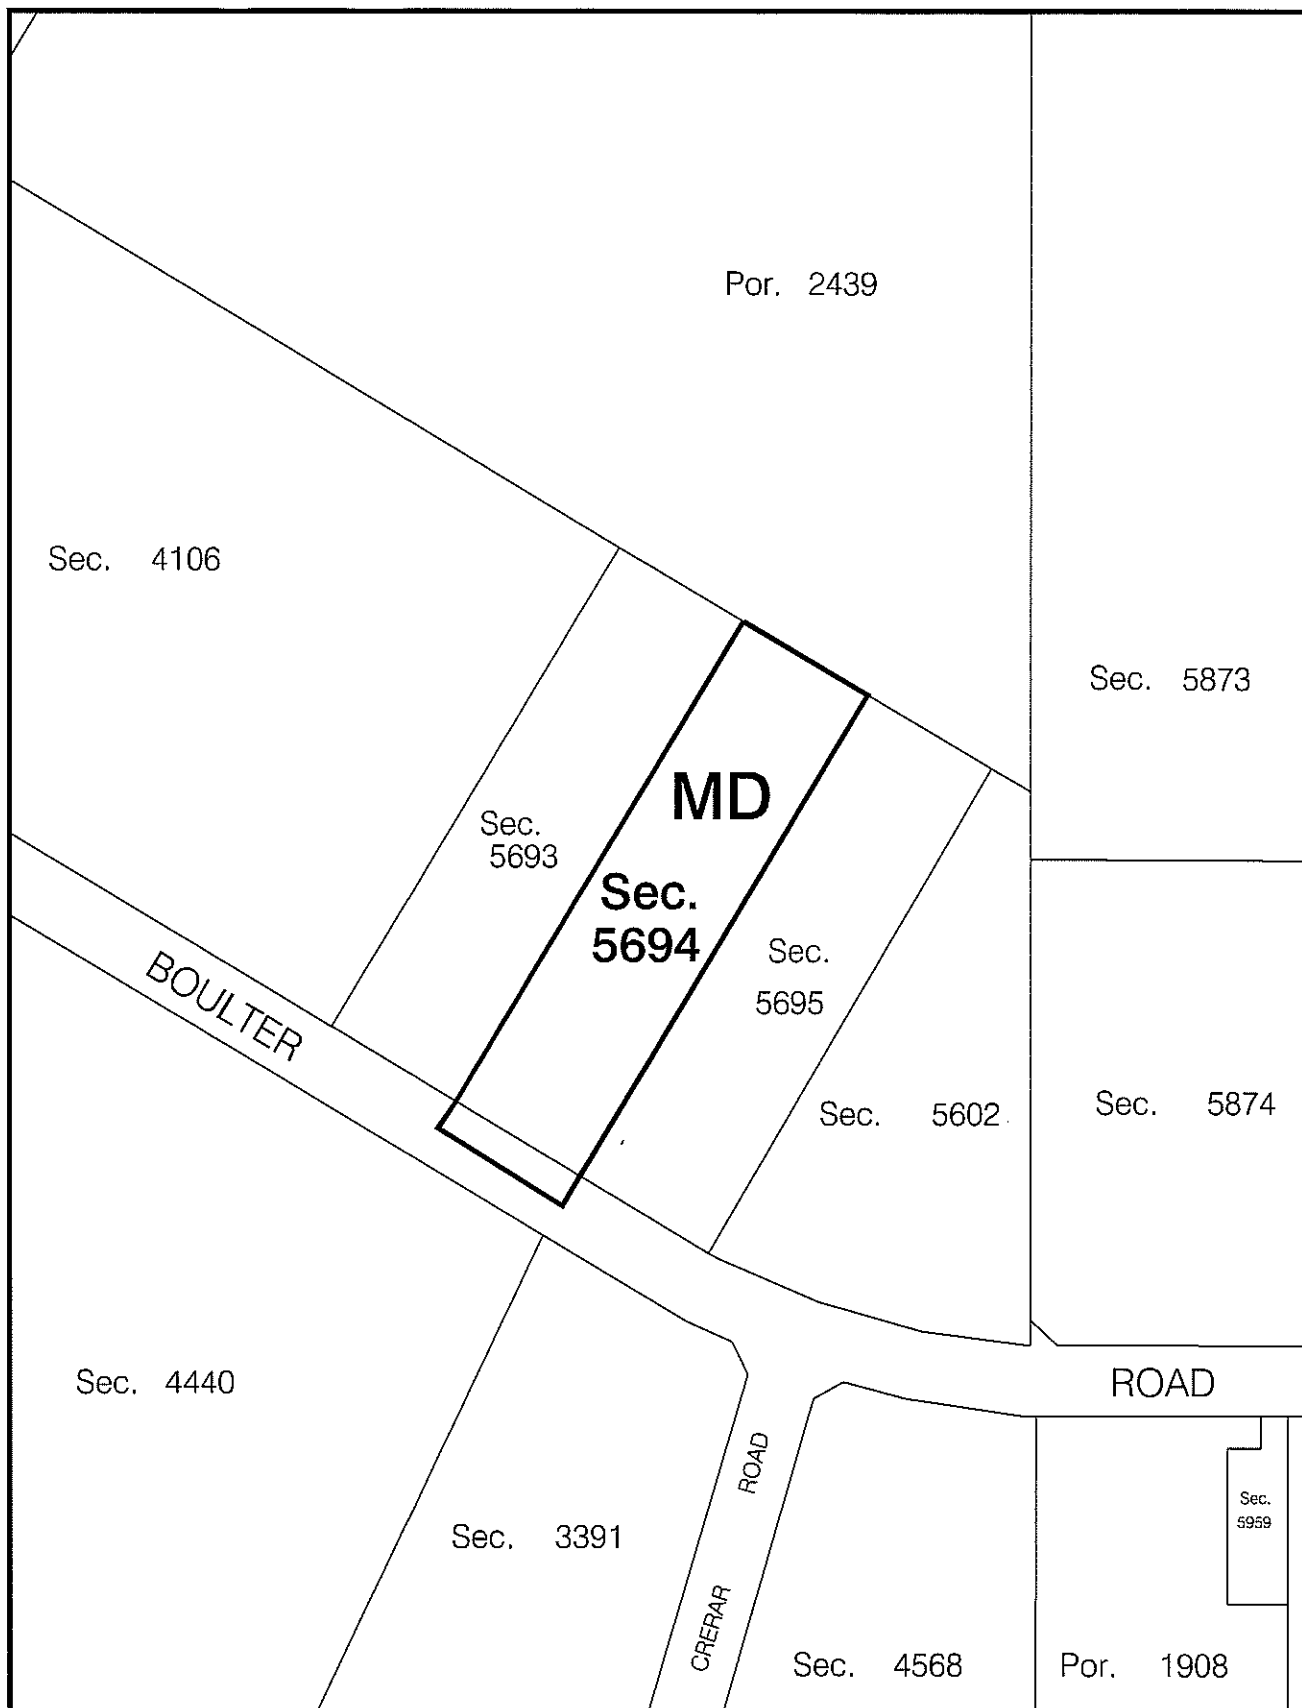 Por. 2439
Sec. 4106
Sec. 5873
MD
Sec.
5693
Sec.
5694
Sec.
5695
BOULTER
Sec. 5602
Sec. 5874
Sec. 4440
ROAD
ROAD
Sec.
5959
Sec. 3391
CRERAR
Sec. 4568
Por. 1908